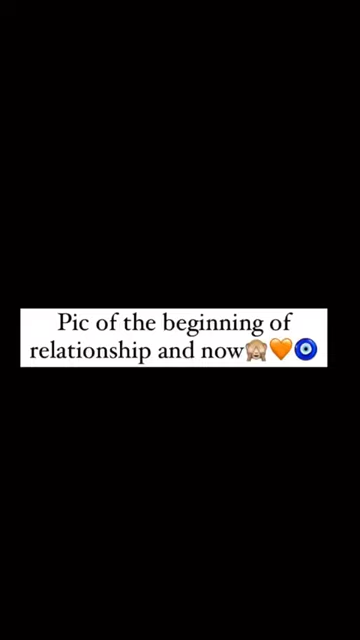 Pic of the beginning of
relationship and now🙈🧡🧿